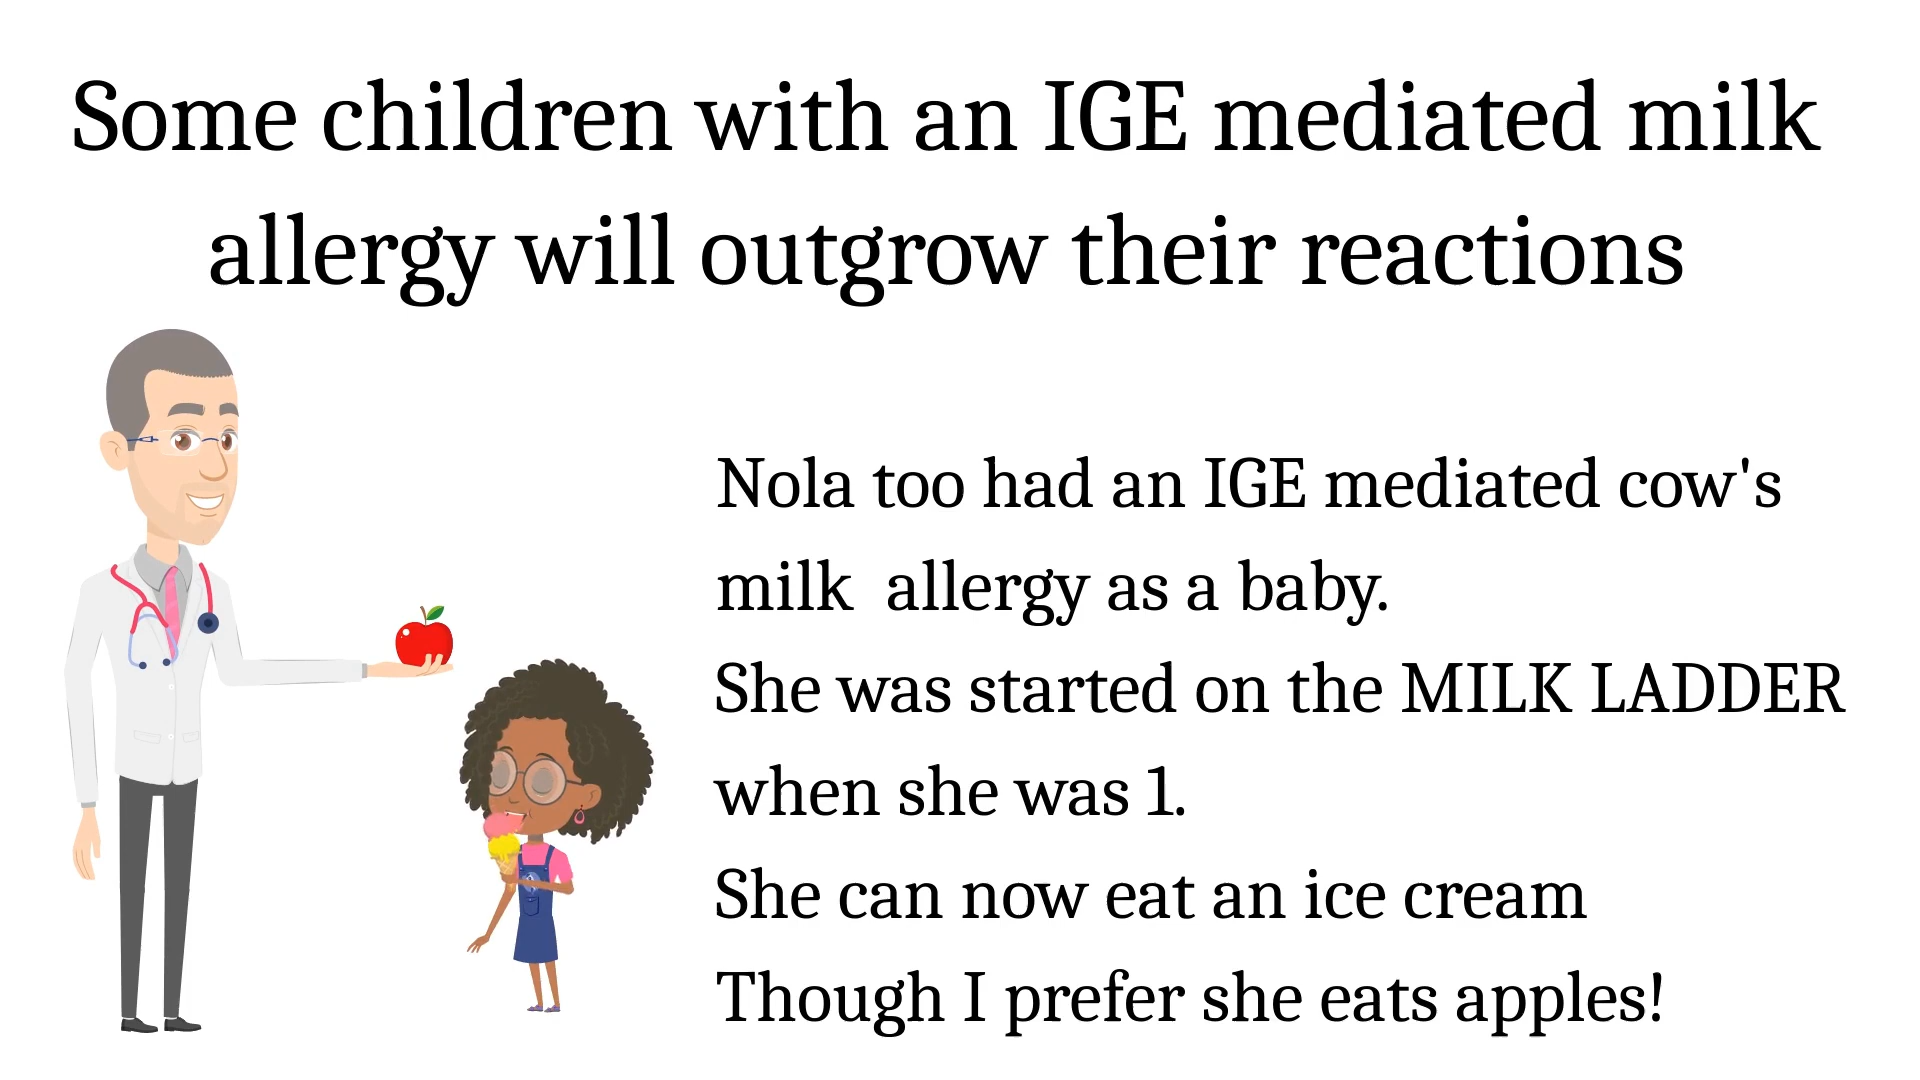 Some children with an IGE mediated milk
allergy will outgrow their reactions
Nola too had an IGE mediated cow's
milk  allergy as a baby.
She was started on the MILK LADDER
when she was 1.
She can now eat an ice cream
Though I prefer she eats apples!